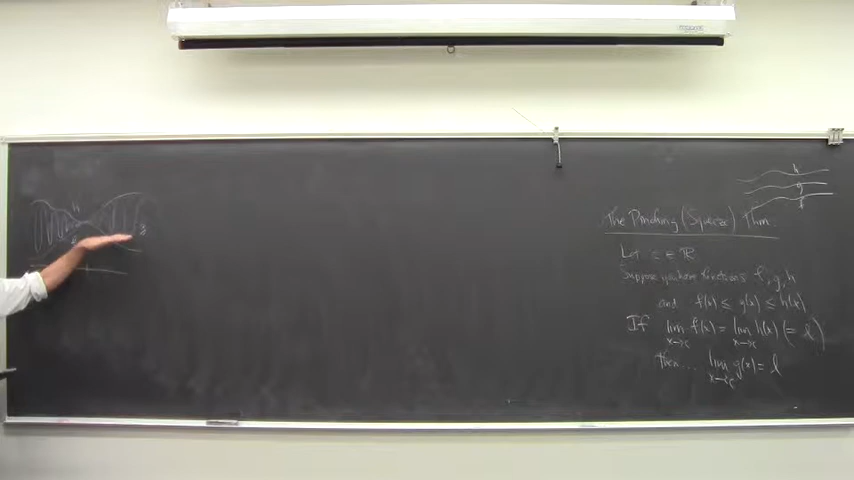 h
h
g
f
g
The Pinching (Squeeze) Thm
Let c ∈ ℝ
Suppose you have functions f, g, h
and f(x) ≤ g(x) ≤ h(x)
If lim f(x) = lim h(x) (= l)
x→c x→c
then... lim g(x) = l
x→c